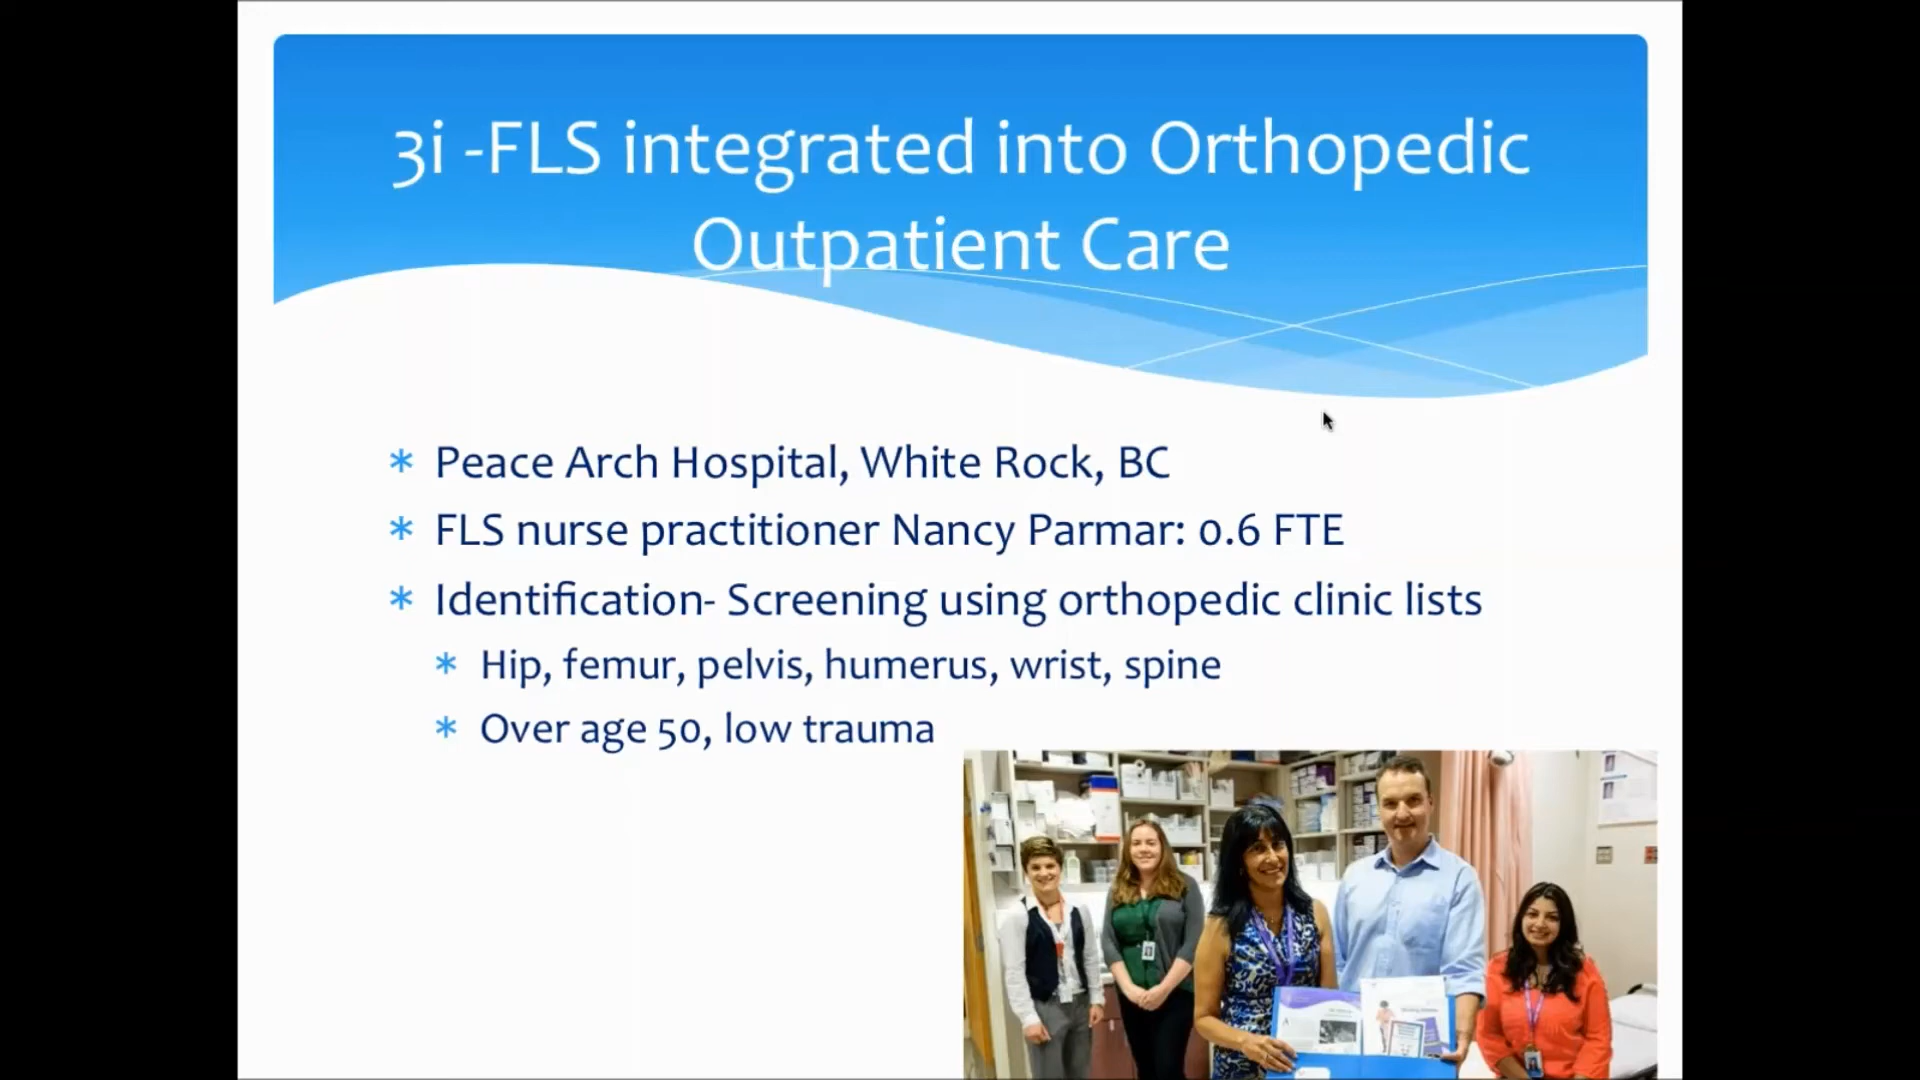 3i -FLS integrated into Orthopedic
Outpatient Care
* Peace Arch Hospital, White Rock, BC
* FLS nurse practitioner Nancy Parmar: 0.6 FTE
* Identification- Screening using orthopedic clinic lists
* Hip, femur, pelvis, humerus, wrist, spine
* Over age 50, low trauma